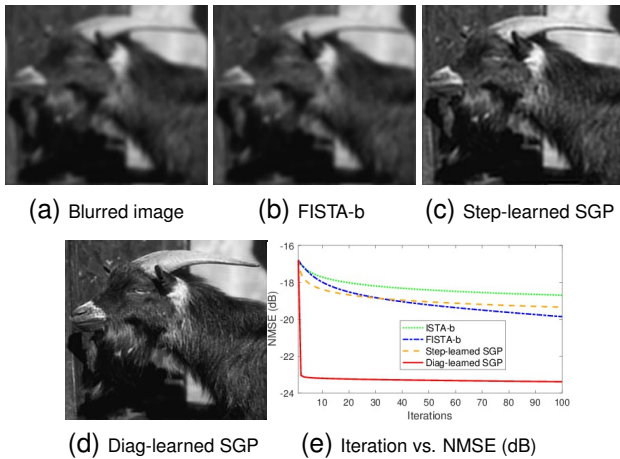 (a) Blurred image
(b) FISTA-b
(c) Step-learned SGP
-16
-18
-20
-22
-24
NMSE (dB)
ISTA-b
FISTA-b
Step-learned SGP
Diag-learned SGP
10 20 30 40 50 60 70 80 90 100
Iterations
(d) Diag-learned SGP
(e) Iteration vs. NMSE (dB)